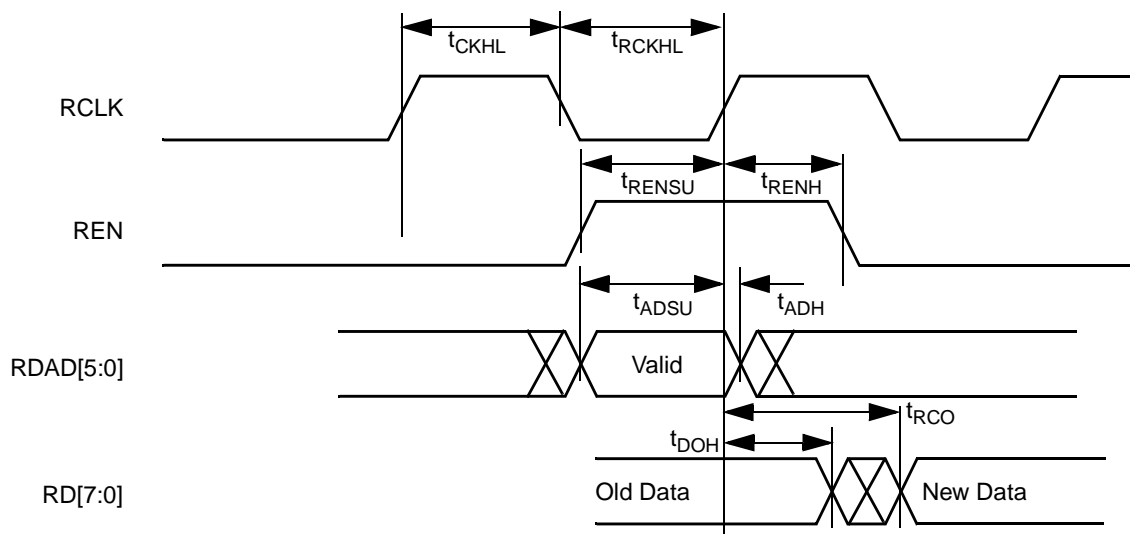 tCKHL tRCKHL
RCLK
tRENSU tRENH
REN
tADSU tADH
RDAD[5:0] Valid
tRCO
tDOH
RD[7:0] Old Data New Data